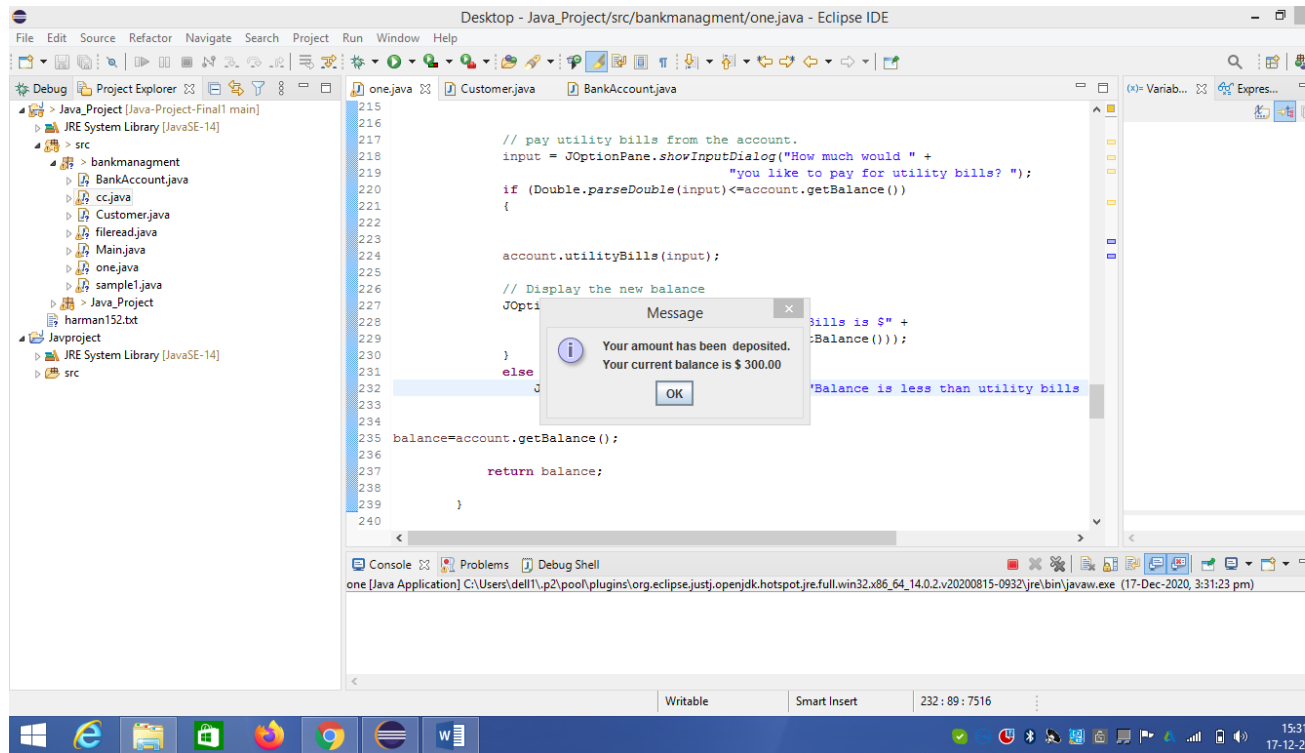 Desktop - Java_Project/src/bankmanagment/one.java - Eclipse IDE
File Edit Source Refactor Navigate Search Project Run Window Help
Debug Project Explorer
one.java Customer.java BankAccount.java
(x)= Variab... Expres...
> Java_Project [Java-Project-Final1 main]
JRE System Library [JavaSE-14]
> src
> bankmanagment
BankAccount.java
cc.java
Customer.java
fileread.java
Main.java
one.java
sample1.java
> Java_Project
harman152.txt
Javproject
JRE System Library [JavaSE-14]
src
215
216
217 // pay utility bills from the account.
218 input = JOptionPane.showInputDialog("How much would " +
219 "you like to pay for utility bills? ");
220 if (Double.parseDouble(input)<=account.getBalance())
221 {
222
223
224 account.utilityBills(input);
225
226 // Display the new balance
227 JOpti
228 Bills is $" +
229 Balance()));
230 }
231 else
232 J "Balance is less than utility bills
233
234
235 balance=account.getBalance();
236
237 return balance;
238
239 }
240
Message
Your amount has been deposited.
Your current balance is $ 300.00
OK
Console Problems Debug Shell
one [Java Application] C:\Users\dell1\.p2\pool\plugins\org.eclipse.justj.openjdk.hotspot.jre.full.win32.x86_64_14.0.2.v20200815-0932\jre\bin\javaw.exe (17-Dec-2020, 3:31:23 pm)
Writable Smart Insert 232 : 89 : 7516
15:31
17-12-2